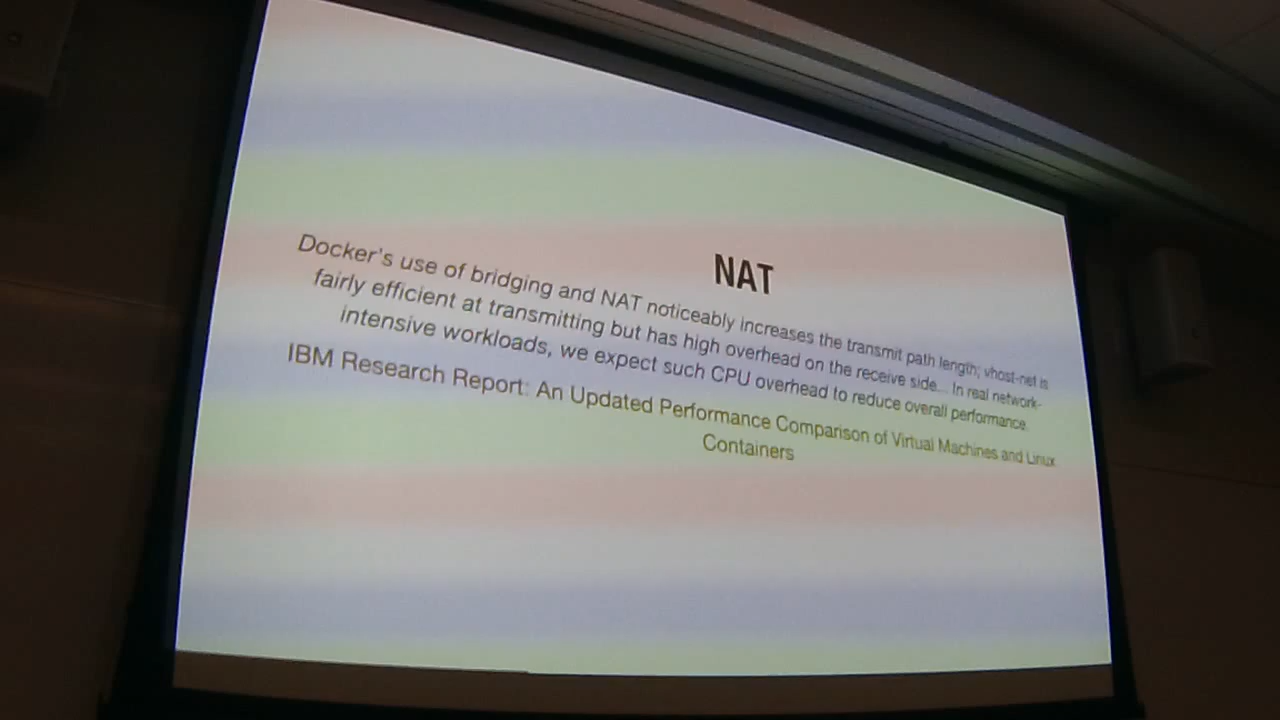 NAT
Docker's use of bridging and NAT noticeably increases the transmit path length; vhost-net is
fairly efficient at transmitting but has high overhead on the receive side... In real network-
intensive workloads, we expect such CPU overhead to reduce overall performance.
IBM Research Report: An Updated Performance Comparison of Virtual Machines and Linux
Containers